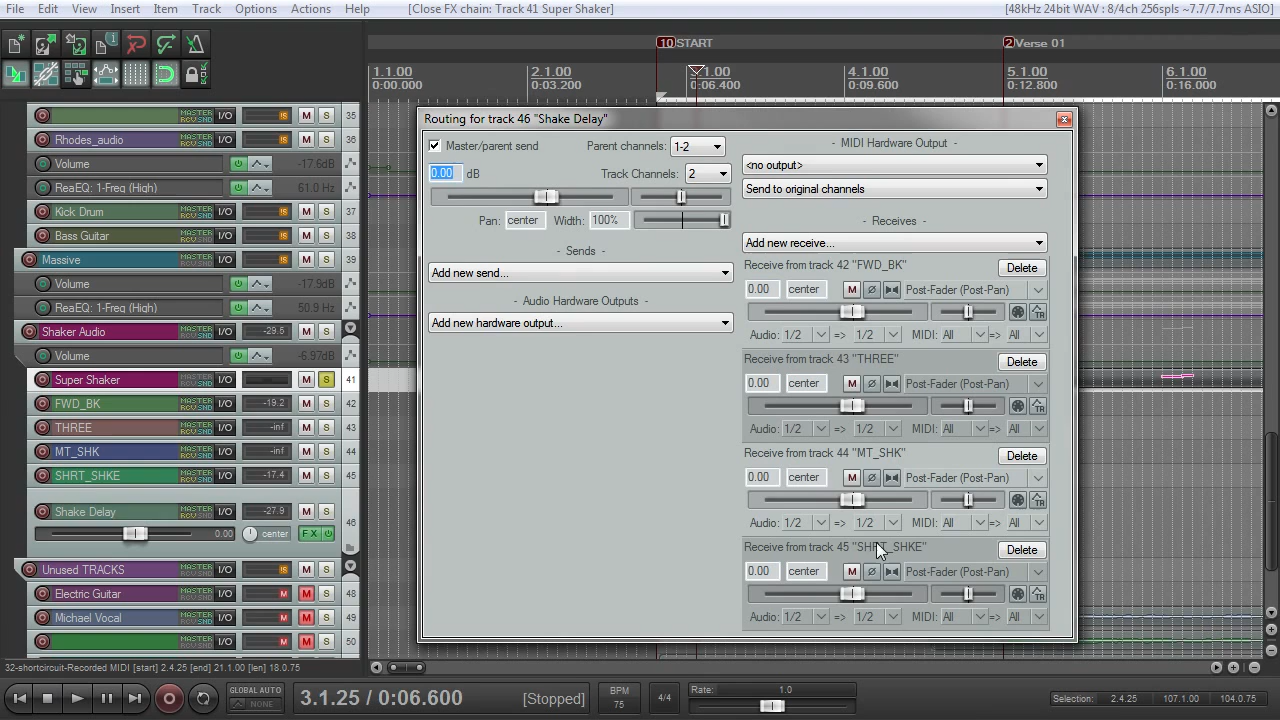 File Edit View Insert Item Track Options Actions Help [Close FX chain: Track 41 Super Shaker] [48kHz 24bit WAV : 8/4ch 256spls ~7.7/7.7ms ASIO]
10 START 2 Verse 01
1.1.00 2.1.00 3.1.00 4.1.00 5.1.00 6.1.00
0:00.000 0:03.200 0:06.400 0:09.600 0:12.800 0:16.000
I/O M S 35
Rhodes_audio I/O M S 36
Volume -17.6dB
ReaEQ: 1-Freq (High) 61.0 Hz
Kick Drum I/O M S 37
Bass Guitar I/O M S 38
Massive I/O M S 39
Volume -17.9dB
ReaEQ: 1-Freq (High) 50.9 Hz
Shaker Audio I/O -29.5 M S
Volume -6.97dB
Super Shaker I/O M S 41
FWD_BK I/O -19.2 M S 42
THREE I/O -inf M S 43
MT_SHK I/O -inf M S 44
SHRT_SHKE I/O -17.4 M S 45
Shake Delay I/O -27.9 M S 46
0.00 center FX
Unused TRACKS I/O M S
Electric Guitar I/O M M S 48
Michael Vocal I/O M M S 49
I/O M M S 50
Routing for track 46 "Shake Delay"
Master/parent send Parent channels: 1-2
0.00 dB Track Channels: 2
Pan: center Width: 100%
- Sends -
Add new send...
- Audio Hardware Outputs -
Add new hardware output...
- MIDI Hardware Output -
<no output>
Send to original channels
- Receives -
Add new receive...
Receive from track 42 "FWD_BK" Delete
0.00 center M Ø Post-Fader (Post-Pan)
TR
Audio: 1/2 => 1/2 MIDI: All => All
Receive from track 43 "THREE" Delete
0.00 center M Ø Post-Fader (Post-Pan)
TR
Audio: 1/2 => 1/2 MIDI: All => All
Receive from track 44 "MT_SHK" Delete
0.00 center M Ø Post-Fader (Post-Pan)
TR
Audio: 1/2 => 1/2 MIDI: All => All
Receive from track 45 "SHRT_SHKE" Delete
0.00 center M Ø Post-Fader (Post-Pan)
TR
Audio: 1/2 => 1/2 MIDI: All => All
32-shortcircuit-Recorded MIDI [start] 2.4.25 [end] 21.1.00 [len] 18.0.75
GLOBAL AUTO
NONE
3.1.25 / 0:06.600 [Stopped]
BPM
75
4/4
Rate: 1.0
Selection: 2.4.25 107.1.00 104.0.75